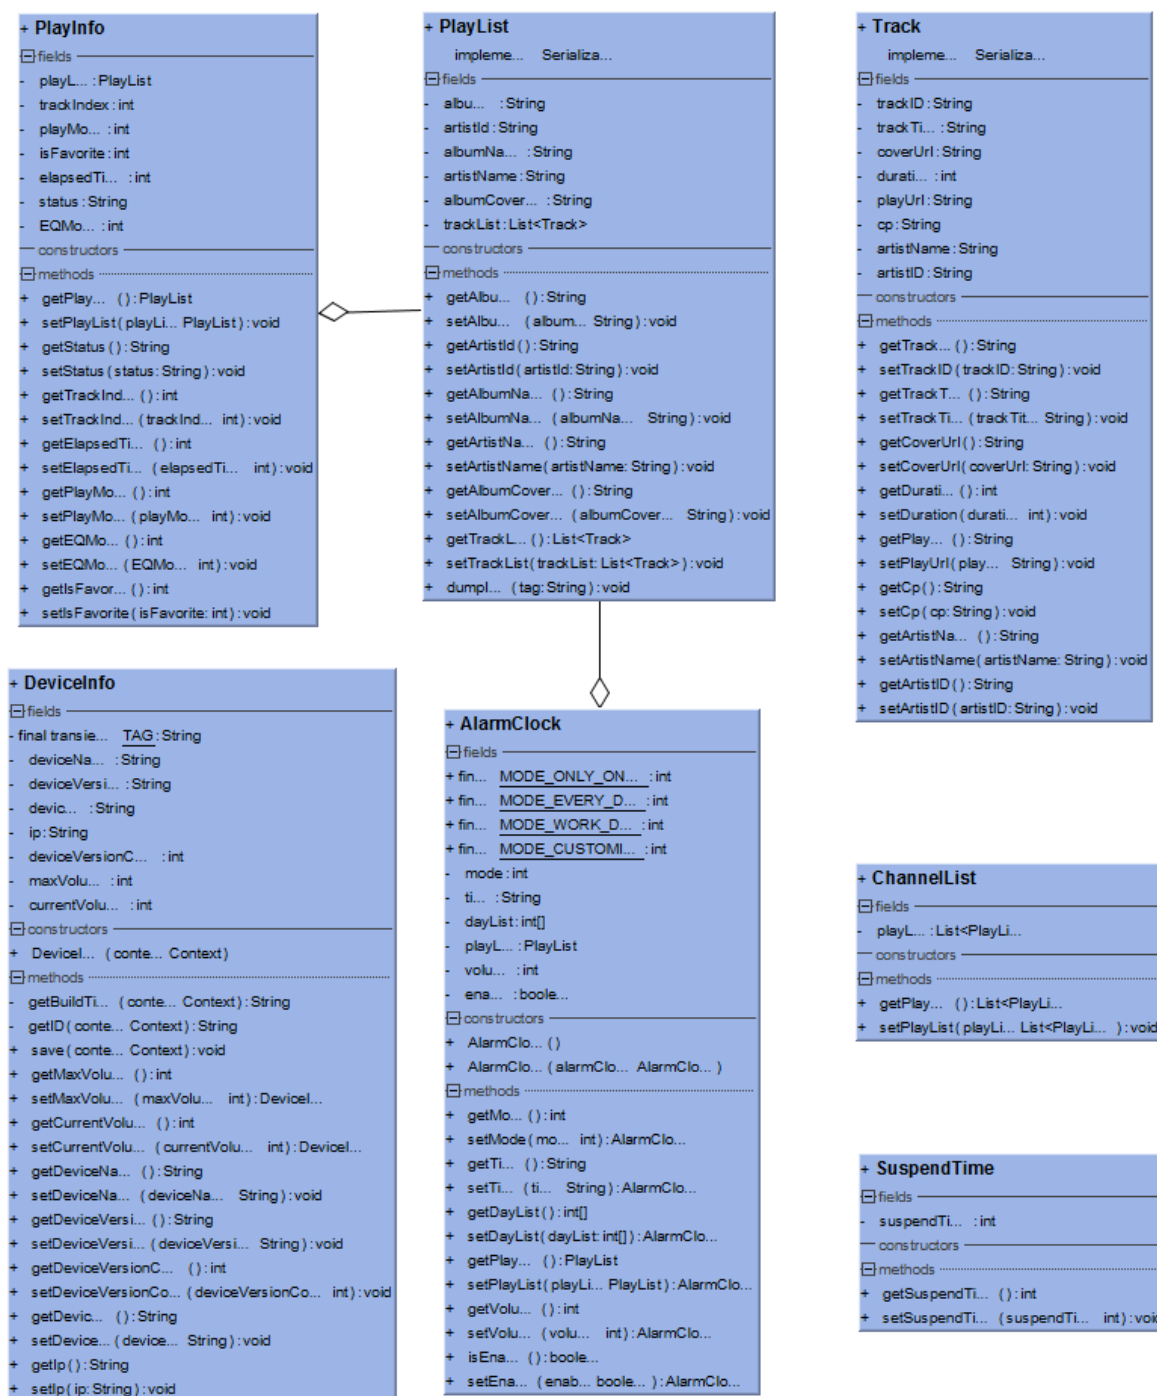 + PlayInfo
fields
- playL... : PlayList
- trackIndex : int
- playMo... : int
- isFavorite : int
- elapsedTi... : int
- status : String
- EQMo... : int
constructors
methods
+ getPlay... () : PlayList
+ setPlayList ( playLi... PlayList ) : void
+ getStatus () : String
+ setStatus ( status: String ) : void
+ getTrackInd... () : int
+ setTrackInd... ( trackInd... int ) : void
+ getElapsedTi... () : int
+ setElapsedTi... ( elapsedTi... int ) : void
+ getPlayMo... () : int
+ setPlayMo... ( playMo... int ) : void
+ getEQMo... () : int
+ setEQMo... ( EQMo... int ) : void
+ getIsFavor... () : int
+ setIsFavorite ( isFavorite: int ) : void
+ PlayList
impleme... Serializa...
fields
- albu... : String
- artistId : String
- albumNa... : String
- artistName : String
- albumCover... : String
- trackList : List<Track>
constructors
methods
+ getAlbu... () : String
+ setAlbu... ( album... String ) : void
+ getArtistId () : String
+ setArtistId ( artistId: String ) : void
+ getAlbumNa... () : String
+ setAlbumNa... ( albumNa... String ) : void
+ getArtistNa... () : String
+ setArtistName ( artistName: String ) : void
+ getAlbumCover... () : String
+ setAlbumCover... ( albumCover... String ) : void
+ getTrackL... () : List<Track>
+ setTrackList ( trackList: List<Track> ) : void
+ dumpI... ( tag: String ) : void
+ Track
impleme... Serializa...
fields
- trackID : String
- trackTi... : String
- coverUrl : String
- durati... : int
- playUrl : String
- cp : String
- artistName : String
- artistID : String
constructors
methods
+ getTrack... () : String
+ setTrackID ( trackID: String ) : void
+ getTrackT... () : String
+ setTrackTi... ( trackTit... String ) : void
+ getCoverUrl () : String
+ setCoverUrl ( coverUrl: String ) : void
+ getDurati... () : int
+ setDuration ( durati... int ) : void
+ getPlay... () : String
+ setPlayUrl ( play... String ) : void
+ getCp () : String
+ setCp ( cp: String ) : void
+ getArtistNa... () : String
+ setArtistName ( artistName: String ) : void
+ getArtistID () : String
+ setArtistID ( artistID: String ) : void
+ DeviceInfo
fields
- final transie... TAG : String
- deviceNa... : String
- deviceVersi... : String
- devic... : String
- ip : String
- deviceVersionC... : int
- maxVolu... : int
- currentVolu... : int
constructors
+ DeviceI... ( conte... Context )
methods
- getBuildTi... ( conte... Context ) : String
- getID ( conte... Context ) : String
+ save ( conte... Context ) : void
+ getMaxVolu... () : int
+ setMaxVolu... ( maxVolu... int ) : DeviceI...
+ getCurrentVolu... () : int
+ setCurrentVolu... ( currentVolu... int ) : DeviceI...
+ getDeviceNa... () : String
+ setDeviceNa... ( deviceNa... String ) : void
+ getDeviceVersi... () : String
+ setDeviceVersi... ( deviceVersi... String ) : void
+ getDeviceVersionC... () : int
+ setDeviceVersionCo... ( deviceVersionCo... int ) : void
+ getDevic... () : String
+ setDevice... ( device... String ) : void
+ getIp () : String
+ setIp ( ip: String ) : void
+ AlarmClock
fields
+ fin... MODE_ONLY_ON... : int
+ fin... MODE_EVERY_D... : int
+ fin... MODE_WORK_D... : int
+ fin... MODE_CUSTOMI... : int
- mode : int
- ti... : String
- dayList : int[]
- playL... : PlayList
- volu... : int
- ena... : boole...
constructors
+ AlarmClo... ()
+ AlarmClo... ( alarmClo... AlarmClo... )
methods
+ getMo... () : int
+ setMode ( mo... int ) : AlarmClo...
+ getTi... () : String
+ setTi... ( ti... String ) : AlarmClo...
+ getDayList () : int[]
+ setDayList ( dayList: int[] ) : AlarmClo...
+ getPlay... () : PlayList
+ setPlayList ( playLi... PlayList ) : AlarmClo...
+ getVolu... () : int
+ setVolu... ( volu... int ) : AlarmClo...
+ isEna... () : boole...
+ setEna... ( enab... boole... ) : AlarmClo...
+ ChannelList
fields
- playL... : List<PlayLi...
constructors
methods
+ getPlay... () : List<PlayLi...
+ setPlayList ( playLi... List<PlayLi... ) : void
+ SuspendTime
fields
- suspendTi... : int
constructors
methods
+ getSuspendTi... () : int
+ setSuspendTi... ( suspendTi... int ) : void